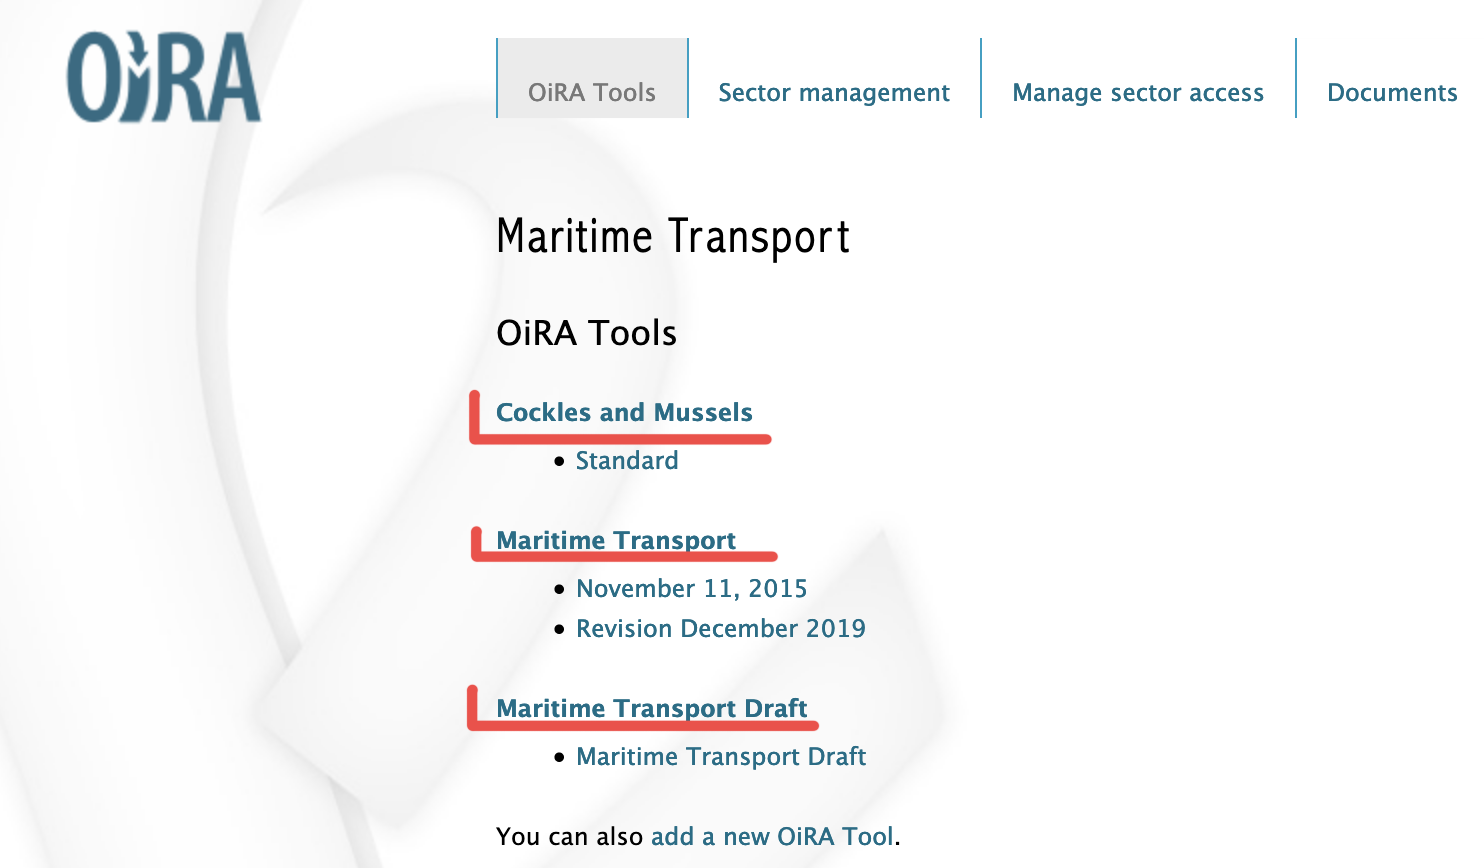 OiRA
OiRA Tools
Sector management
Manage sector access
Documents
Maritime Transport
OiRA Tools
Cockles and Mussels
• Standard
Maritime Transport
• November 11, 2015
• Revision December 2019
Maritime Transport Draft
• Maritime Transport Draft
You can also add a new OiRA Tool.